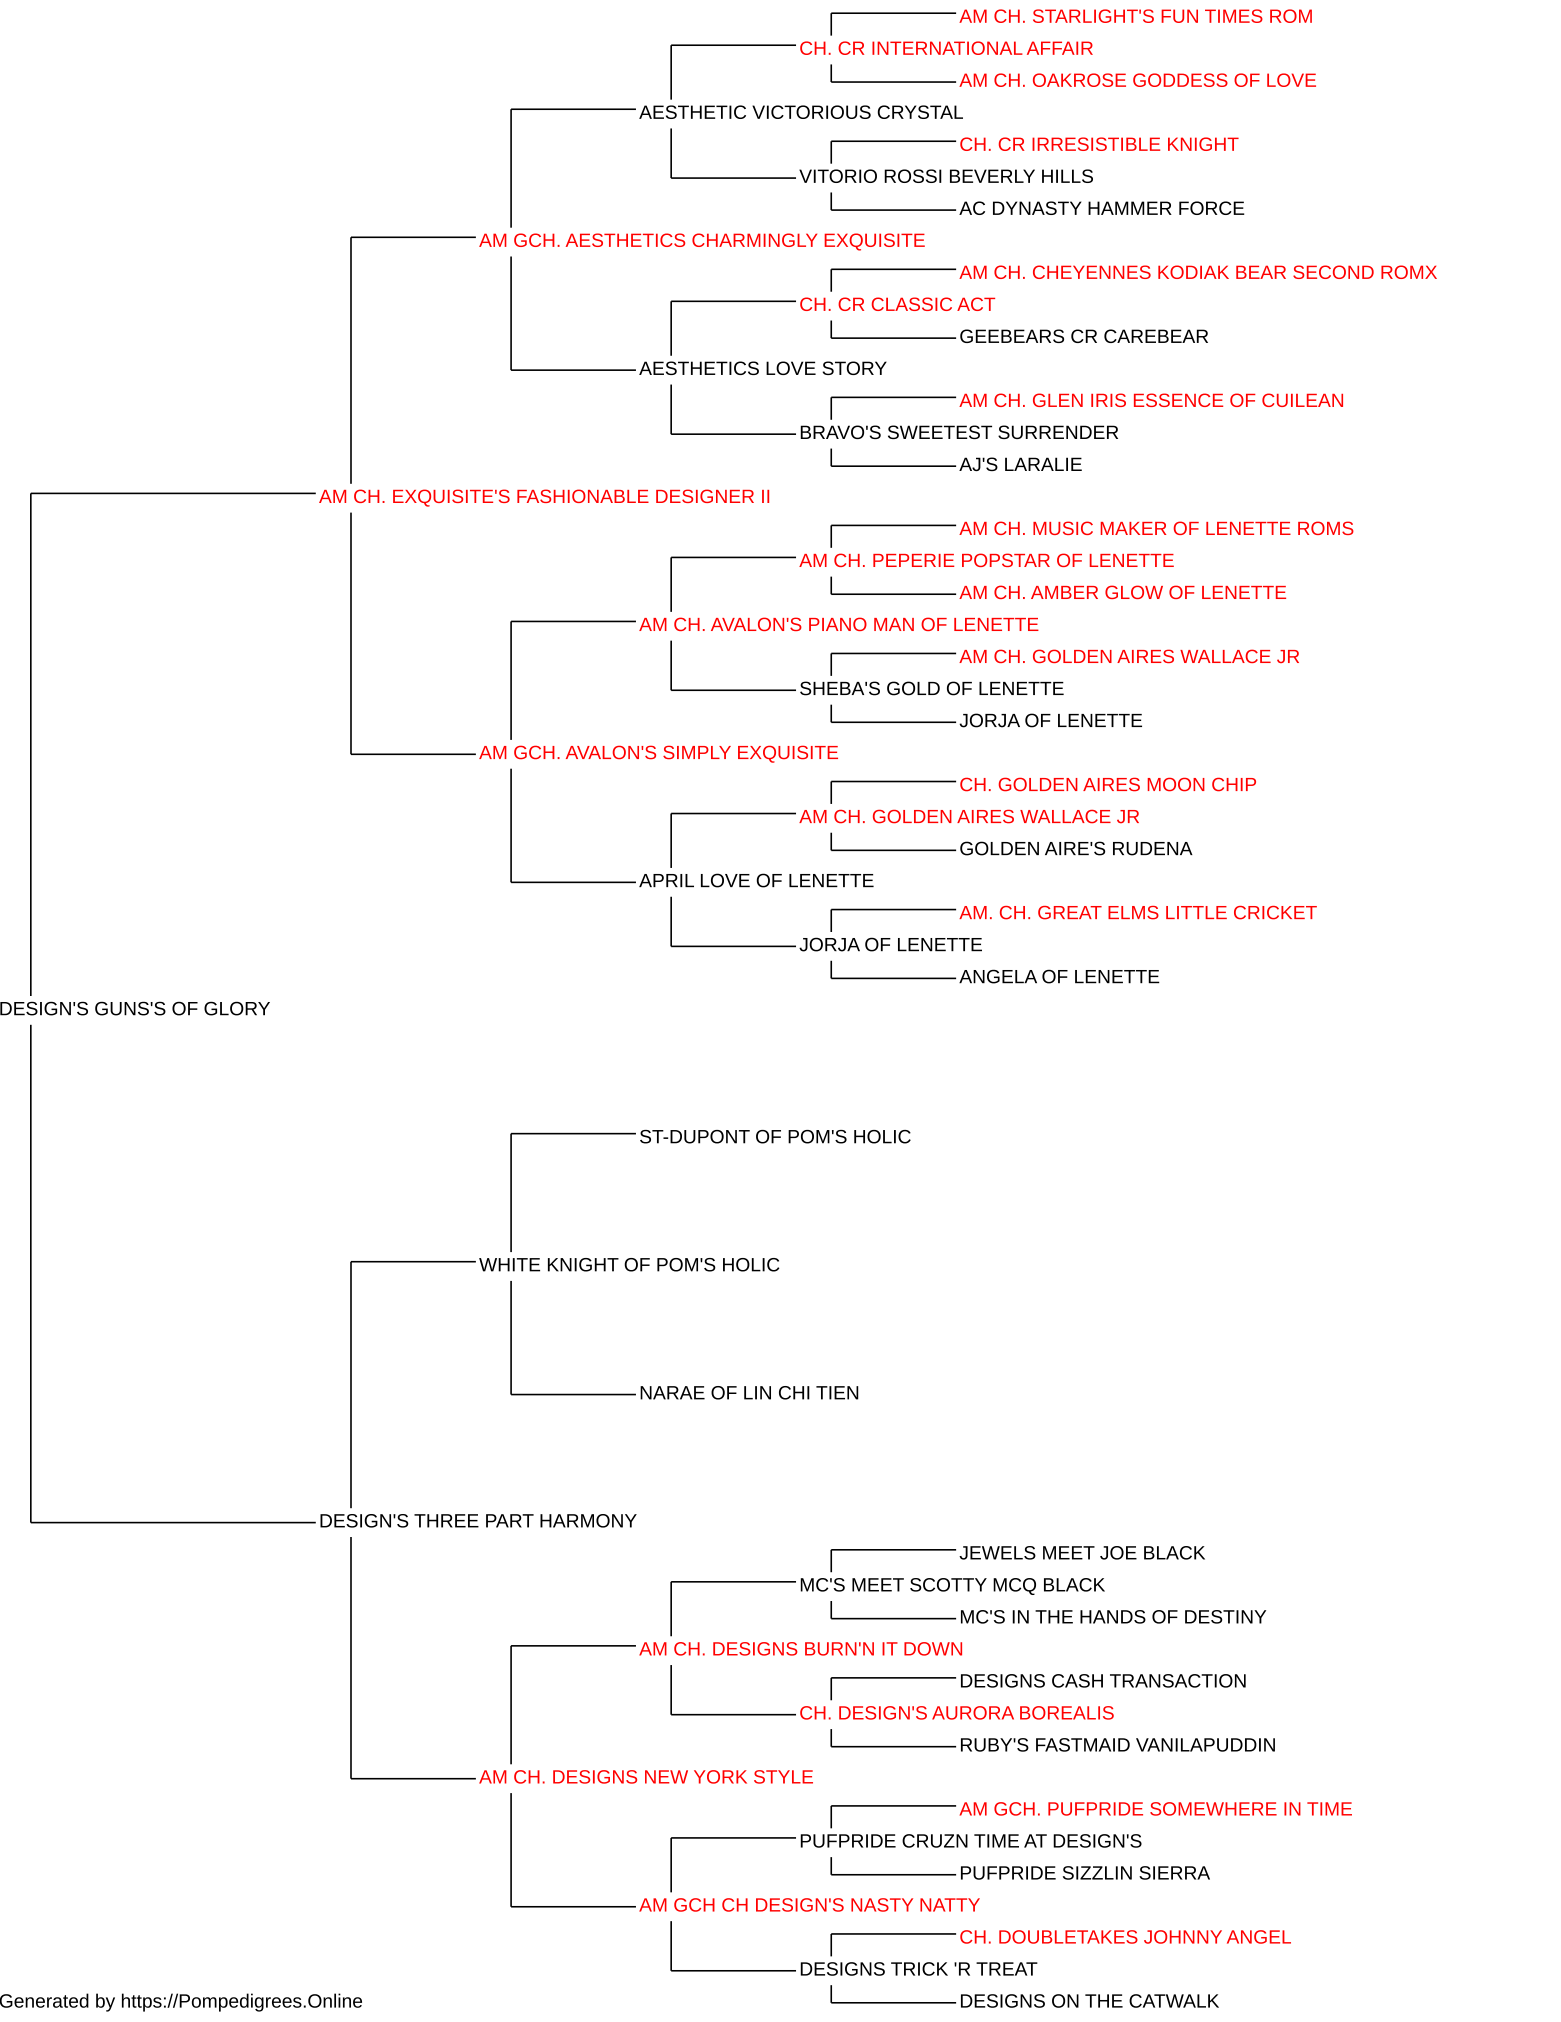 AM CH. STARLIGHT'S FUN TIMES ROM
CH. CR INTERNATIONAL AFFAIR
AM CH. OAKROSE GODDESS OF LOVE
AESTHETIC VICTORIOUS CRYSTAL
CH. CR IRRESISTIBLE KNIGHT
VITORIO ROSSI BEVERLY HILLS
AC DYNASTY HAMMER FORCE
AM GCH. AESTHETICS CHARMINGLY EXQUISITE
AM CH. CHEYENNES KODIAK BEAR SECOND ROMX
CH. CR CLASSIC ACT
GEEBEARS CR CAREBEAR
AESTHETICS LOVE STORY
AM CH. GLEN IRIS ESSENCE OF CUILEAN
BRAVO'S SWEETEST SURRENDER
AJ'S LARALIE
AM CH. EXQUISITE'S FASHIONABLE DESIGNER II
AM CH. MUSIC MAKER OF LENETTE ROMS
AM CH. PEPERIE POPSTAR OF LENETTE
AM CH. AMBER GLOW OF LENETTE
AM CH. AVALON'S PIANO MAN OF LENETTE
AM CH. GOLDEN AIRES WALLACE JR
SHEBA'S GOLD OF LENETTE
JORJA OF LENETTE
AM GCH. AVALON'S SIMPLY EXQUISITE
CH. GOLDEN AIRES MOON CHIP
AM CH. GOLDEN AIRES WALLACE JR
GOLDEN AIRE'S RUDENA
APRIL LOVE OF LENETTE
AM. CH. GREAT ELMS LITTLE CRICKET
JORJA OF LENETTE
ANGELA OF LENETTE
DESIGN'S GUNS'S OF GLORY
ST-DUPONT OF POM'S HOLIC
WHITE KNIGHT OF POM'S HOLIC
NARAE OF LIN CHI TIEN
DESIGN'S THREE PART HARMONY
JEWELS MEET JOE BLACK
MC'S MEET SCOTTY MCQ BLACK
MC'S IN THE HANDS OF DESTINY
AM CH. DESIGNS BURN'N IT DOWN
DESIGNS CASH TRANSACTION
CH. DESIGN'S AURORA BOREALIS
RUBY'S FASTMAID VANILAPUDDIN
AM CH. DESIGNS NEW YORK STYLE
AM GCH. PUFPRIDE SOMEWHERE IN TIME
PUFPRIDE CRUZN TIME AT DESIGN'S
PUFPRIDE SIZZLIN SIERRA
AM GCH CH DESIGN'S NASTY NATTY
CH. DOUBLETAKES JOHNNY ANGEL
DESIGNS TRICK 'R TREAT
DESIGNS ON THE CATWALK
Generated by https://Pompedigrees.Online